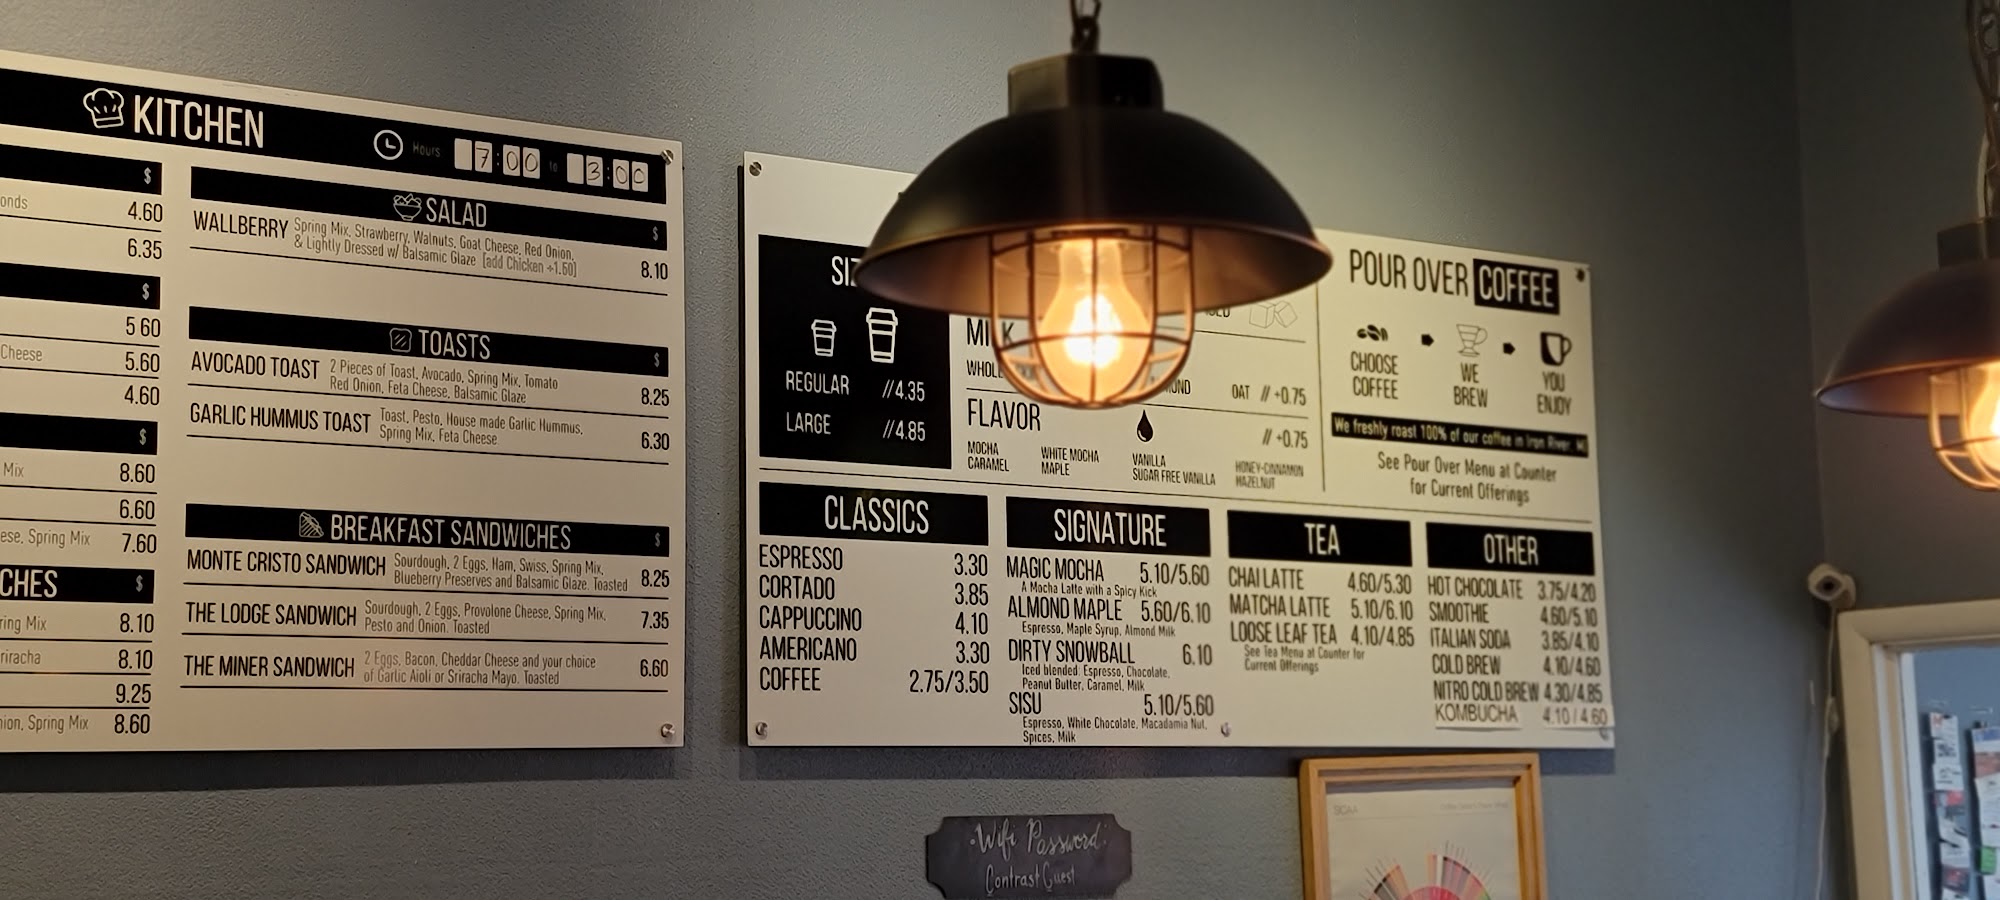 KITCHEN
Hours 7:00 to 3:00
$
onds 4.60
6.35
$
5 60
Cheese 5.60
4.60
$
Mix 8.60
6.60
ese, Spring Mix 7.60
CHES $
ring Mix 8.10
riracha 8.10
9.25
nion, Spring Mix 8.60
SALAD $
WALLBERRY Spring Mix, Strawberry, Walnuts, Goat Cheese, Red Onion,
& Lightly Dressed w/ Balsamic Glaze [add Chicken +1.60] 8.10
TOASTS $
AVOCADO TOAST 2 Pieces of Toast, Avocado, Spring Mix, Tomato
Red Onion, Feta Cheese, Balsamic Glaze 8.25
GARLIC HUMMUS TOAST Toast, Pesto, House made Garlic Hummus,
Spring Mix, Feta Cheese 6.30
BREAKFAST SANDWICHES $
MONTE CRISTO SANDWICH Sourdough, 2 Eggs, Ham, Swiss, Spring Mix,
Blueberry Preserves and Balsamic Glaze. Toasted 8.25
THE LODGE SANDWICH Sourdough, 2 Eggs, Provolone Cheese, Spring Mix,
Pesto and Onion. Toasted 7.35
THE MINER SANDWICH 2 Eggs, Bacon, Cheddar Cheese and your choice
of Garlic Aioli or Sriracha Mayo. Toasted 6.60
REGULAR //4.35
LARGE //4.85
MILK
OAT // +0.75
FLAVOR // +0.75
MOCHA
CARAMEL
WHITE MOCHA
MAPLE
VANILLA
SUGAR FREE VANILLA
HONEY-CINNAMON
HAZELNUT
POUR OVER COFFEE
CHOOSE
COFFEE
WE
BREW
YOU
ENJOY
We freshly roast 100% of our coffee in Iron River, MI
See Pour Over Menu at Counter
for Current Offerings
CLASSICS
ESPRESSO 3.30
CORTADO 3.85
CAPPUCCINO 4.10
AMERICANO 3.30
COFFEE 2.75/3.50
SIGNATURE
MAGIC MOCHA 5.10/5.60
A Mocha Latte with a Spicy Kick
ALMOND MAPLE 5.60/6.10
Espresso, Maple Syrup, Almond Milk
DIRTY SNOWBALL 6.10
Iced blended: Espresso, Chocolate,
Peanut Butter, Caramel, Milk
SISU 5.10/5.60
Espresso, White Chocolate, Macadamia Nut,
Spices, Milk
TEA
CHAI LATTE 4.60/5.30
MATCHA LATTE 5.10/6.10
LOOSE LEAF TEA 4.10/4.85
See Tea Menu at Counter for
Current Offerings
OTHER
HOT CHOCOLATE 3.75/4.20
SMOOTHIE 4.60/5.10
ITALIAN SODA 3.85/4.10
COLD BREW 4.10/4.60
NITRO COLD BREW 4.30/4.85
KOMBUCHA 4.10 / 4.60
Wifi Password:
ContrastGuest